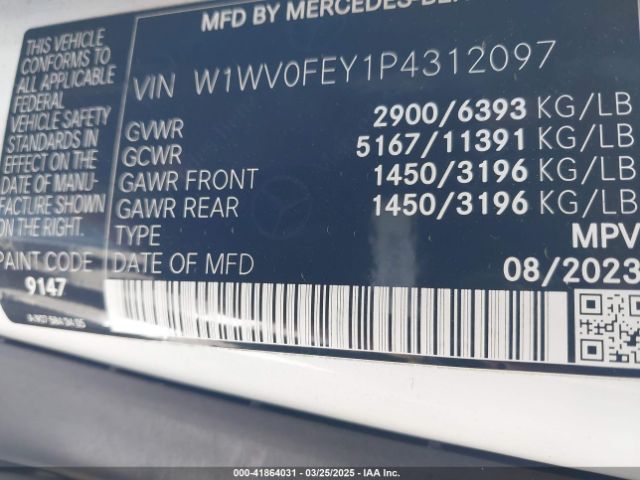 MFD BY MERCEDES-BE
THIS VEHICLE
CONFORMS TO
ALL APPLICABLE
FEDERAL
VEHICLE SAFETY
STANDARDS IN
EFFECT ON THE
DATE OF MANU-
FACTURE SHOWN
ON THE RIGHT.
PAINT CODE
9147
VIN W1WV0FEY1P4312097
GVWR 2900/6393 KG/LB
GCWR 5167/11391 KG/LB
GAWR FRONT 1450/3196 KG/LB
GAWR REAR 1450/3196 KG/LB
TYPE MPV
DATE OF MFD 08/2023
000-41864031 - 03/25/2025 - IAA Inc.